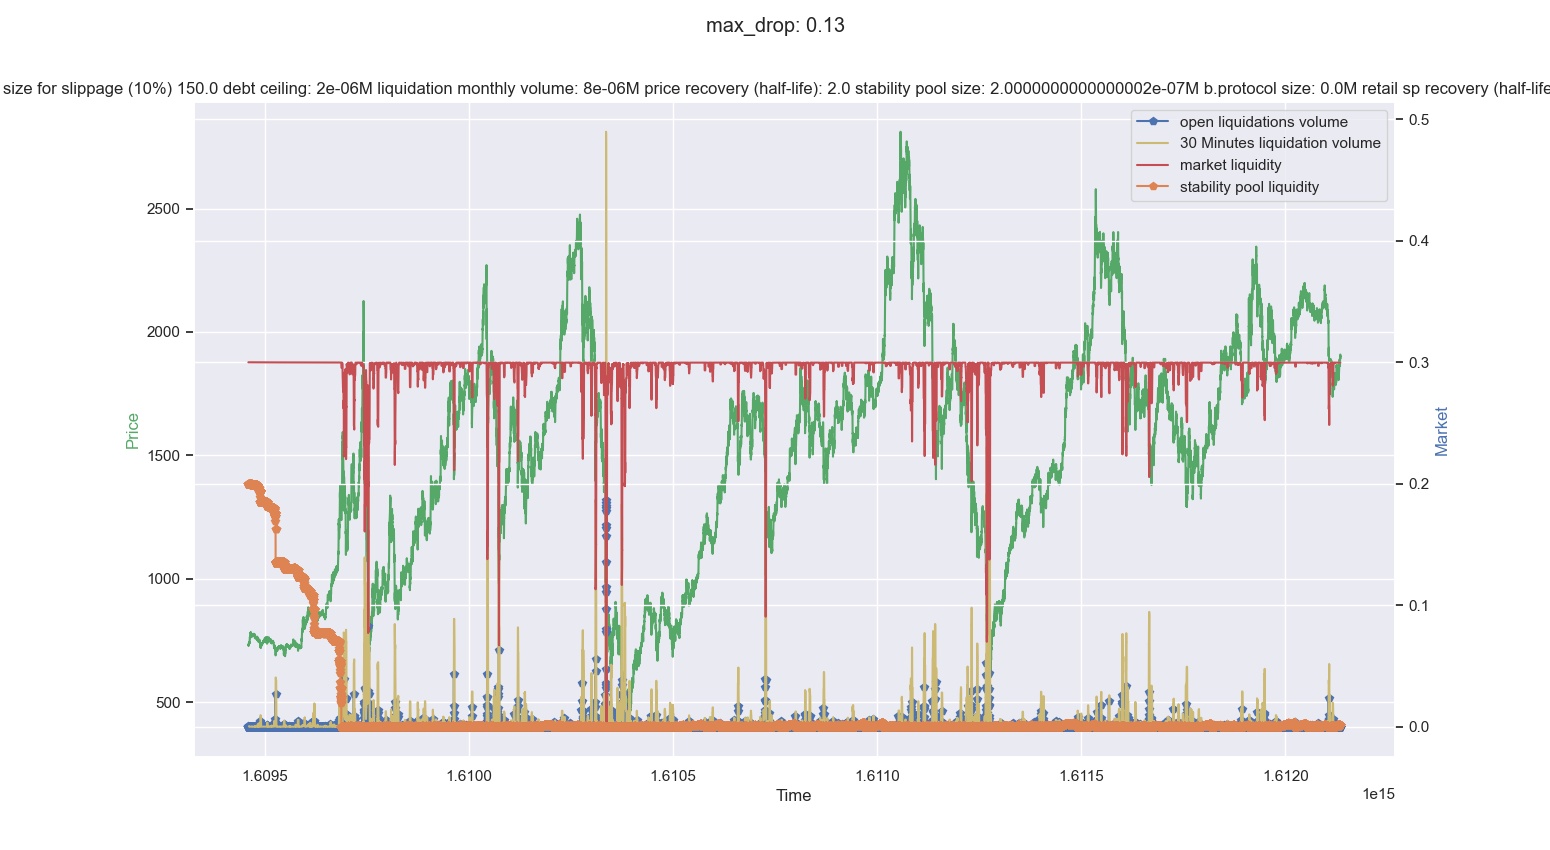 max_drop: 0.13
size for slippage (10%) 150.0 debt ceiling: 2e-06M liquidation monthly volume: 8e-06M price recovery (half-life): 2.0 stability pool size: 2.0000000000000002e-07M b.protocol size: 0.0M retail sp recovery (half-life
open liquidations volume
30 Minutes liquidation volume
market liquidity
stability pool liquidity
2500
2000
1500
1000
500
Price
0.5
0.4
0.3
0.2
0.1
0.0
Market
1.6095 1.6100 1.6105 1.6110 1.6115 1.6120
Time
1e15